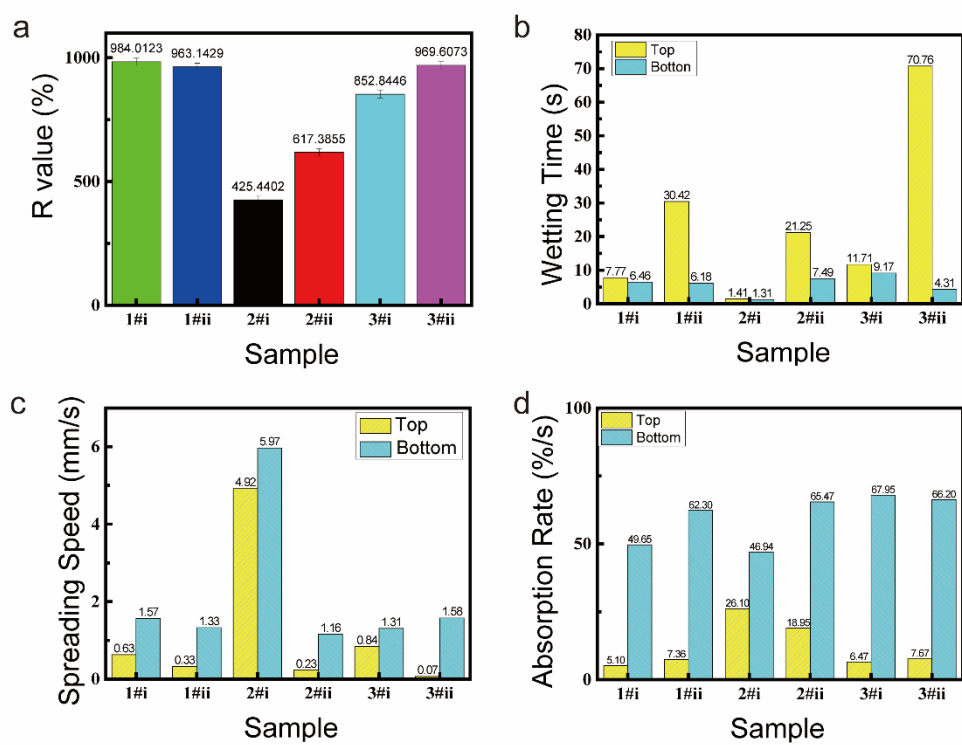 a
R value (%)
1000
500
0
984.0123
963.1429
425.4402
617.3855
852.8446
969.6073
1#i 1#ii 2#i 2#ii 3#i 3#ii
Sample
b
Wetting Time (s)
80
70
60
50
40
30
20
10
0
Top
Botton
7.77 6.46 30.42 6.18 1.41 1.31 21.25 7.49 11.71 9.17 70.76 4.31
1#i 1#ii 2#i 2#ii 3#i 3#ii
Sample
c
Spreading Speed (mm/s)
6
4
2
0
Top
Bottom
0.63 1.57 0.33 1.33 4.92 5.97 0.23 1.16 0.84 1.31 0.07 1.58
1#i 1#ii 2#i 2#ii 3#i 3#ii
Sample
d
Absorption Rate (%/s)
100
50
0
Top
Bottom
5.10 49.65 7.36 62.30 26.10 46.94 18.95 65.47 6.47 67.95 7.67 66.20
1#i 1#ii 2#i 2#ii 3#i 3#ii
Sample